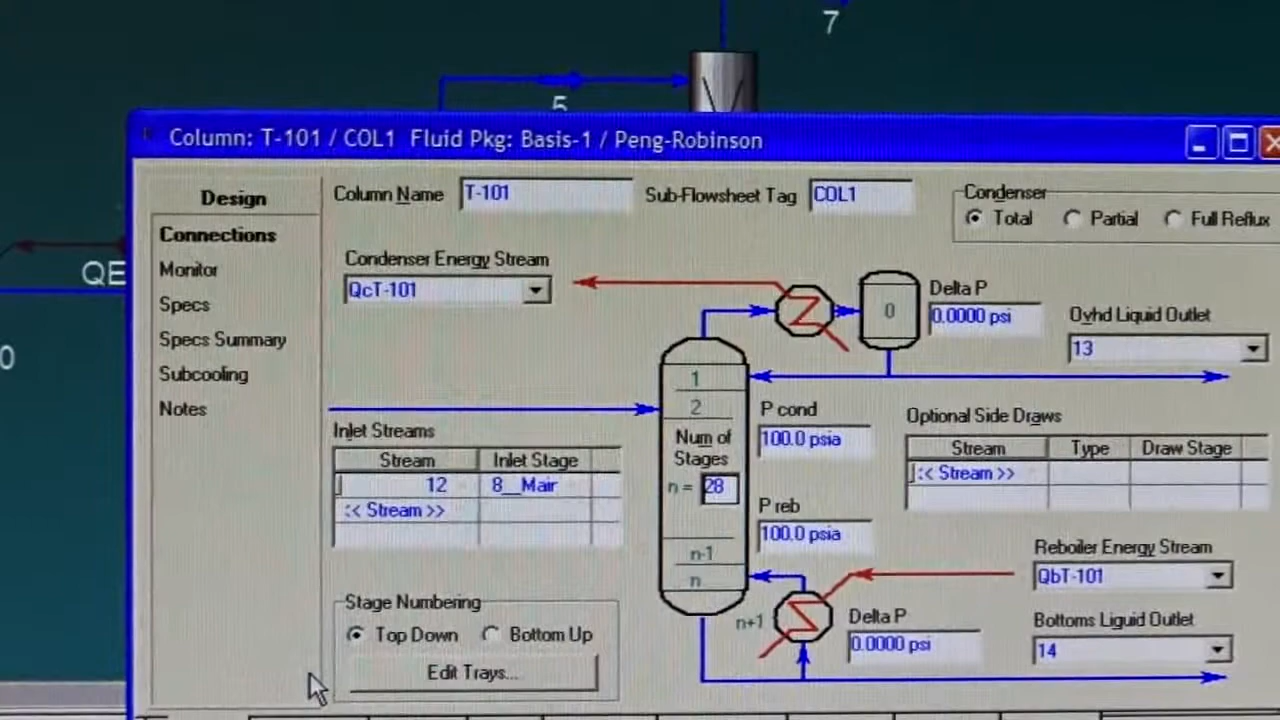 7
5
Column: T-101 / COL1 Fluid Pkg: Basis-1 / Peng-Robinson
Design
Connections
Monitor
Specs
Specs Summary
Subcooling
Notes
QE
0
Column Name T-101 Sub-Flowsheet Tag COL1
Condenser
Total Partial Full Reflux
Condenser Energy Stream
QcT-101
0
Delta P
0.0000 psi
Ovhd Liquid Outlet
13
1
2
Num of
Stages
n = 28
n-1
n
n+1
P cond
100.0 psia
P reb
100.0 psia
Optional Side Draws
Stream Type Draw Stage
<< Stream >>
Inlet Streams
Stream Inlet Stage
12 8__Mair
<< Stream >>
Stage Numbering
Top Down Bottom Up
Edit Trays...
Delta P
0.0000 psi
Reboiler Energy Stream
QbT-101
Bottoms Liquid Outlet
14